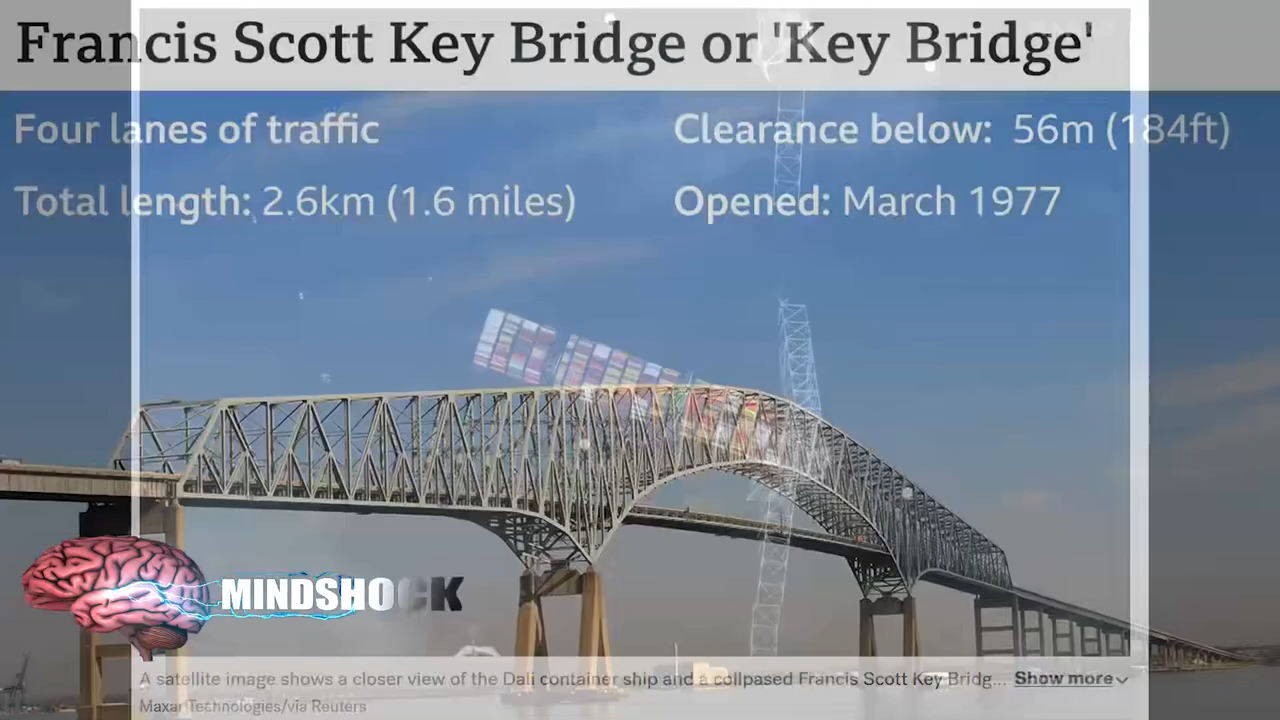 Francis Scott Key Bridge or 'Key Bridge'
Four lanes of traffic
Clearance below: 56m (184ft)
Total length: 2.6km (1.6 miles)
Opened: March 1977
MINDSHOCK
A satellite image shows a closer view of the Dali container ship and a collpased Francis Scott Key Bridg... Show more
Maxar Technologies/via Reuters